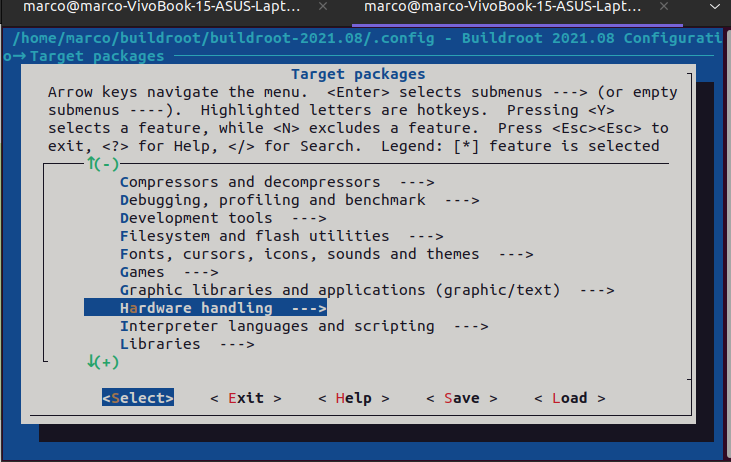 marco@marco-VivoBook-15-ASUS-Lapt... × marco@marco-VivoBook-15-ASUS-Lapt... ×
/home/marco/buildroot/buildroot-2021.08/.config - Buildroot 2021.08 Configurati
o→ Target packages
Target packages
Arrow keys navigate the menu. <Enter> selects submenus ---> (or empty
submenus ----). Highlighted letters are hotkeys. Pressing <Y>
selects a feature, while <N> excludes a feature. Press <Esc><Esc> to
exit, <?> for Help, </> for Search. Legend: [*] feature is selected
↑(-)
Compressors and decompressors --->
Debugging, profiling and benchmark --->
Development tools --->
Filesystem and flash utilities --->
Fonts, cursors, icons, sounds and themes --->
Games --->
Graphic libraries and applications (graphic/text) --->
Hardware handling --->
Interpreter languages and scripting --->
Libraries --->
↓(+)
<Select> < Exit > < Help > < Save > < Load >